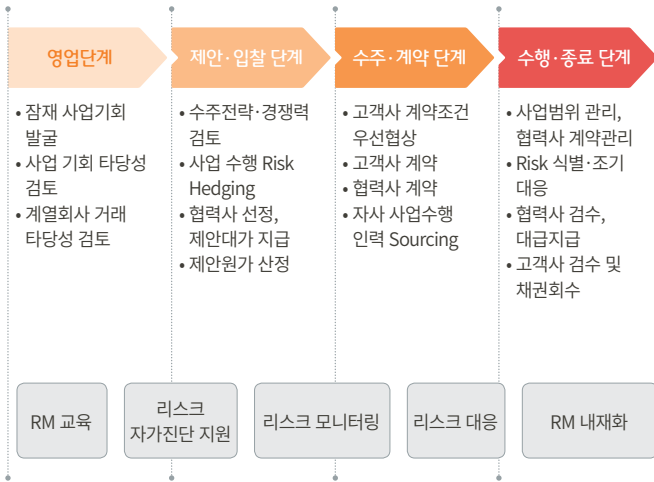 영업단계
• 잠재 사업기회
발굴
• 사업 기회 타당성
검토
• 계열회사 거래
타당성 검토
제안·입찰 단계
• 수주전략·경쟁력
검토
• 사업 수행 Risk
Hedging
• 협력사 선정,
제안대가 지급
• 제안원가 산정
수주·계약 단계
• 고객사 계약조건
우선협상
• 고객사 계약
• 협력사 계약
• 자사 사업수행
인력 Sourcing
수행·종료 단계
• 사업범위 관리,
협력사 계약관리
• Risk 식별·조기
대응
• 협력사 검수,
대급지급
• 고객사 검수 및
채권회수
RM 교육
리스크
자가진단 지원
리스크 모니터링
리스크 대응
RM 내재화